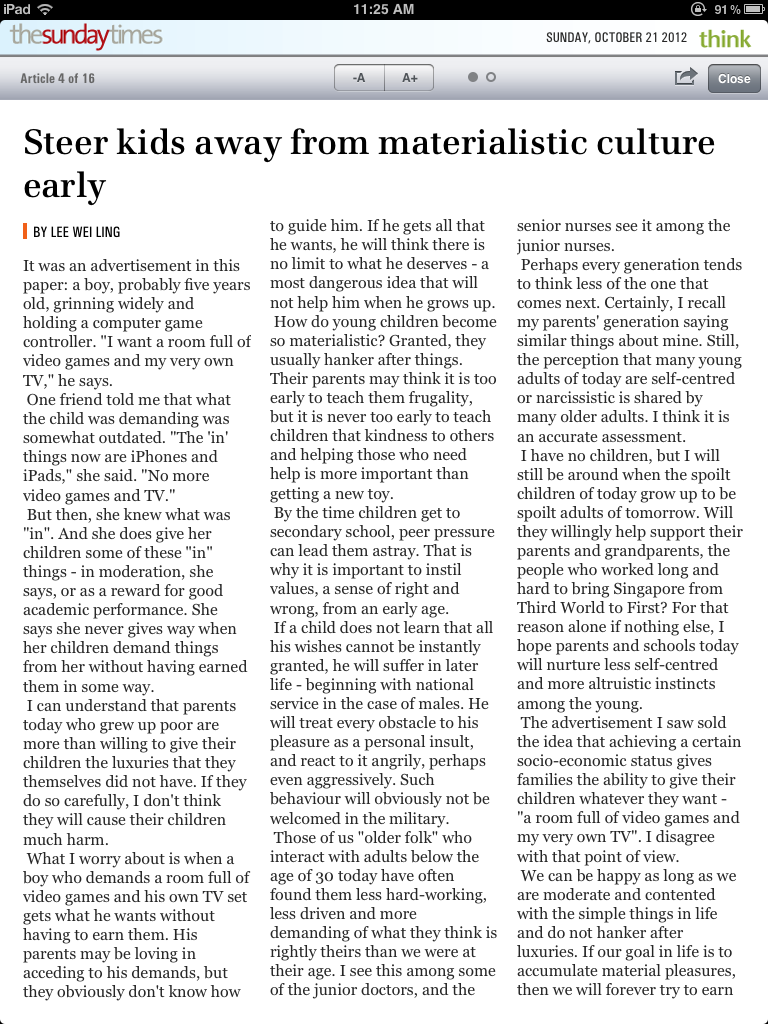 iPad 11:25 AM 91 %
thesundaytimes SUNDAY, OCTOBER 21 2012 think
Article 4 of 16 -A A+ Close
Steer kids away from materialistic culture
early
BY LEE WEI LING
It was an advertisement in this
paper: a boy, probably five years
old, grinning widely and
holding a computer game
controller. "I want a room full of
video games and my very own
TV," he says.
One friend told me that what
the child was demanding was
somewhat outdated. "The 'in'
things now are iPhones and
iPads," she said. "No more
video games and TV."
But then, she knew what was
"in". And she does give her
children some of these "in"
things - in moderation, she
says, or as a reward for good
academic performance. She
says she never gives way when
her children demand things
from her without having earned
them in some way.
I can understand that parents
today who grew up poor are
more than willing to give their
children the luxuries that they
themselves did not have. If they
do so carefully, I don't think
they will cause their children
much harm.
What I worry about is when a
boy who demands a room full of
video games and his own TV set
gets what he wants without
having to earn them. His
parents may be loving in
acceding to his demands, but
they obviously don't know how
to guide him. If he gets all that
he wants, he will think there is
no limit to what he deserves - a
most dangerous idea that will
not help him when he grows up.
How do young children become
so materialistic? Granted, they
usually hanker after things.
Their parents may think it is too
early to teach them frugality,
but it is never too early to teach
children that kindness to others
and helping those who need
help is more important than
getting a new toy.
By the time children get to
secondary school, peer pressure
can lead them astray. That is
why it is important to instil
values, a sense of right and
wrong, from an early age.
If a child does not learn that all
his wishes cannot be instantly
granted, he will suffer in later
life - beginning with national
service in the case of males. He
will treat every obstacle to his
pleasure as a personal insult,
and react to it angrily, perhaps
even aggressively. Such
behaviour will obviously not be
welcomed in the military.
Those of us "older folk" who
interact with adults below the
age of 30 today have often
found them less hard-working,
less driven and more
demanding of what they think is
rightly theirs than we were at
their age. I see this among some
of the junior doctors, and the
senior nurses see it among the
junior nurses.
Perhaps every generation tends
to think less of the one that
comes next. Certainly, I recall
my parents' generation saying
similar things about mine. Still,
the perception that many young
adults of today are self-centred
or narcissistic is shared by
many older adults. I think it is
an accurate assessment.
I have no children, but I will
still be around when the spoilt
children of today grow up to be
spoilt adults of tomorrow. Will
they willingly help support their
parents and grandparents, the
people who worked long and
hard to bring Singapore from
Third World to First? For that
reason alone if nothing else, I
hope parents and schools today
will nurture less self-centred
and more altruistic instincts
among the young.
The advertisement I saw sold
the idea that achieving a certain
socio-economic status gives
families the ability to give their
children whatever they want -
"a room full of video games and
my very own TV". I disagree
with that point of view.
We can be happy as long as we
are moderate and contented
with the simple things in life
and do not hanker after
luxuries. If our goal in life is to
accumulate material pleasures,
then we will forever try to earn